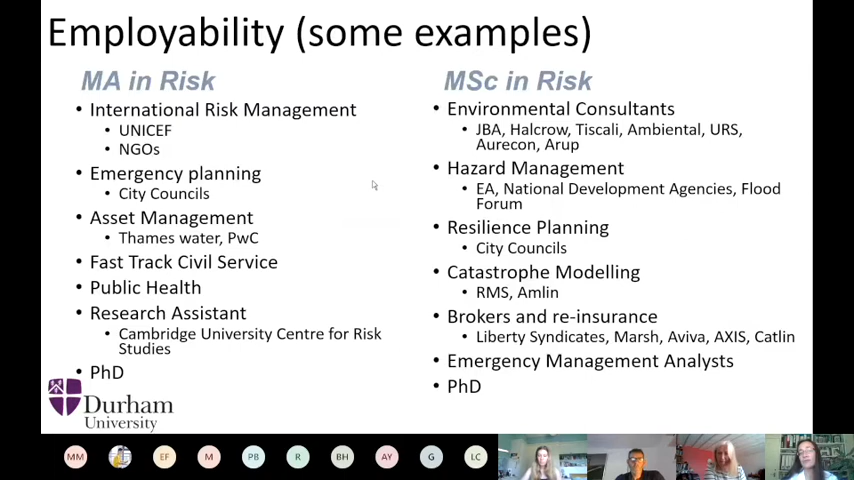 Employability (some examples)
MA in Risk
• International Risk Management
• UNICEF
• NGOs
• Emergency planning
• City Councils
• Asset Management
• Thames water, PwC
• Fast Track Civil Service
• Public Health
• Research Assistant
• Cambridge University Centre for Risk
Studies
• PhD
MSc in Risk
• Environmental Consultants
• JBA, Halcrow, Tiscali, Ambiental, URS,
Aurecon, Arup
• Hazard Management
• EA, National Development Agencies, Flood
Forum
• Resilience Planning
• City Councils
• Catastrophe Modelling
• RMS, Amlin
• Brokers and re-insurance
• Liberty Syndicates, Marsh, Aviva, AXIS, Catlin
• Emergency Management Analysts
• PhD
Durham
University
MM
EF
M
PB
R
BH
AY
G
LC